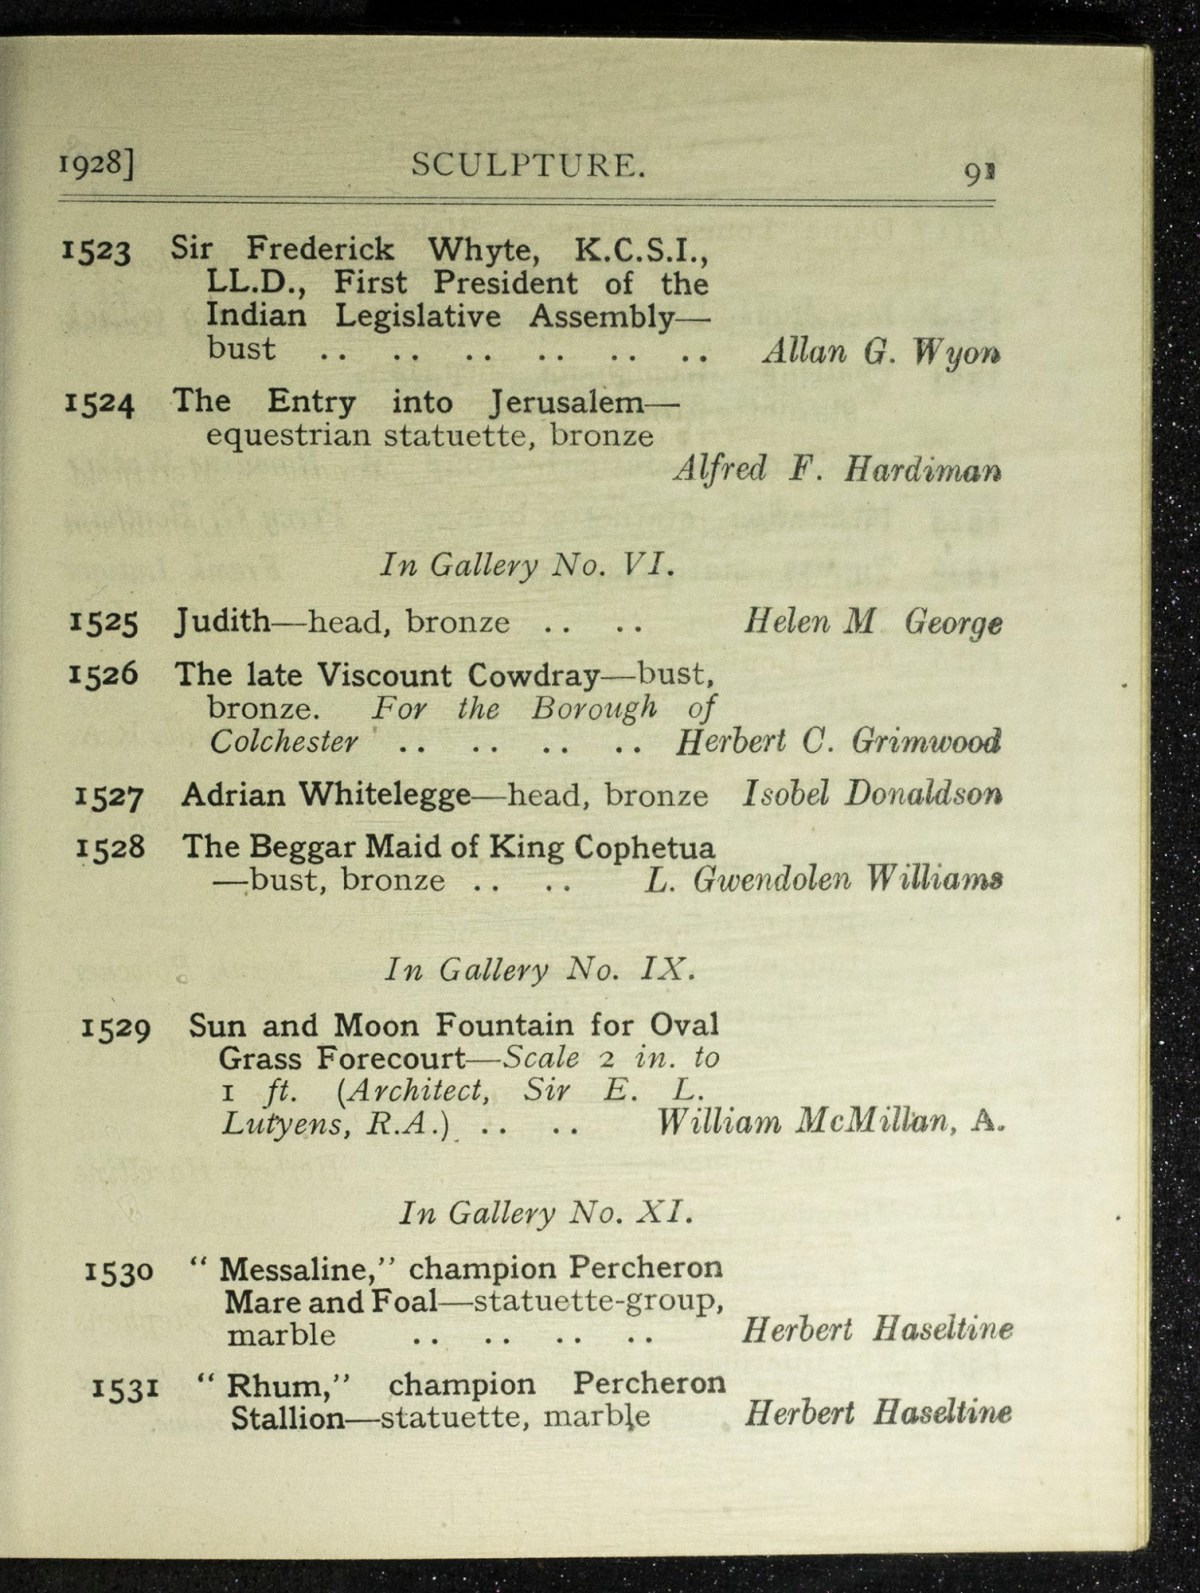 1928] SCULPTURE. 91
1523 Sir Frederick Whyte, K.C.S.I.,
LL.D., First President of the
Indian Legislative Assembly—
bust .. .. .. .. .. .. Allan G. Wyon
1524 The Entry into Jerusalem—
equestrian statuette, bronze
Alfred F. Hardiman
In Gallery No. VI.
1525 Judith—head, bronze .. .. Helen M George
1526 The late Viscount Cowdray—bust,
bronze. For the Borough of
Colchester .. .. .. .. Herbert C. Grimwood
1527 Adrian Whitelegge—head, bronze Isobel Donaldson
1528 The Beggar Maid of King Cophetua
—bust, bronze .. .. L. Gwendolen Williams
In Gallery No. IX.
1529 Sun and Moon Fountain for Oval
Grass Forecourt—Scale 2 in. to
1 ft. (Architect, Sir E. L.
Lutyens, R.A.) .. .. William McMillan, A.
In Gallery No. XI.
1530 “ Messaline,” champion Percheron
Mare and Foal—statuette-group,
marble .. .. .. .. Herbert Haseltine
1531 “ Rhum,” champion Percheron
Stallion—statuette, marble Herbert Haseltine